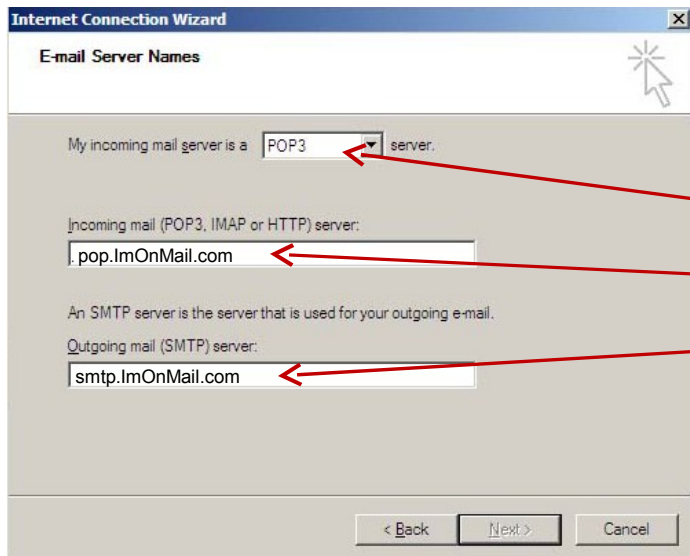 Internet Connection Wizard
E-mail Server Names
My incoming mail server is a POP3 server.
Incoming mail (POP3, IMAP or HTTP) server:
. pop.ImOnMail.com
An SMTP server is the server that is used for your outgoing e-mail.
Outgoing mail (SMTP) server:
smtp.ImOnMail.com
< Back Next > Cancel